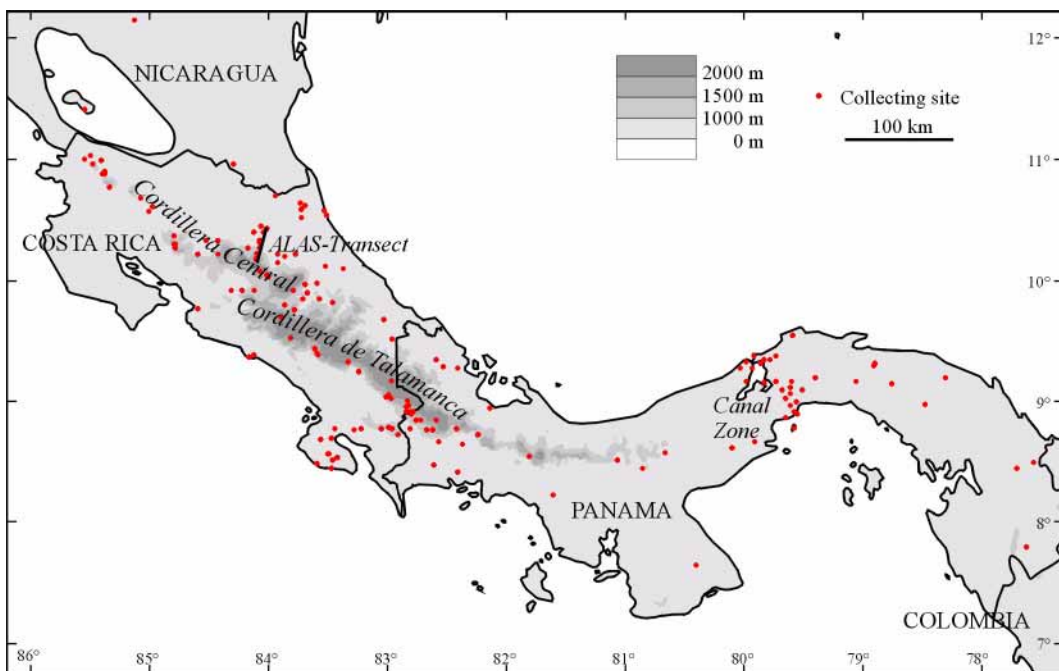 NICARAGUA
2000 m
1500 m
1000 m
0 m
Collecting site
100 km
12°
11°
10°
9°
8°
7°
COSTA RICA
Cordillera Central
ALAS-Transect
Cordillera de Talamanca
Canal
Zone
PANAMA
COLOMBIA
86°
85°
84°
83°
82°
81°
80°
79°
78°